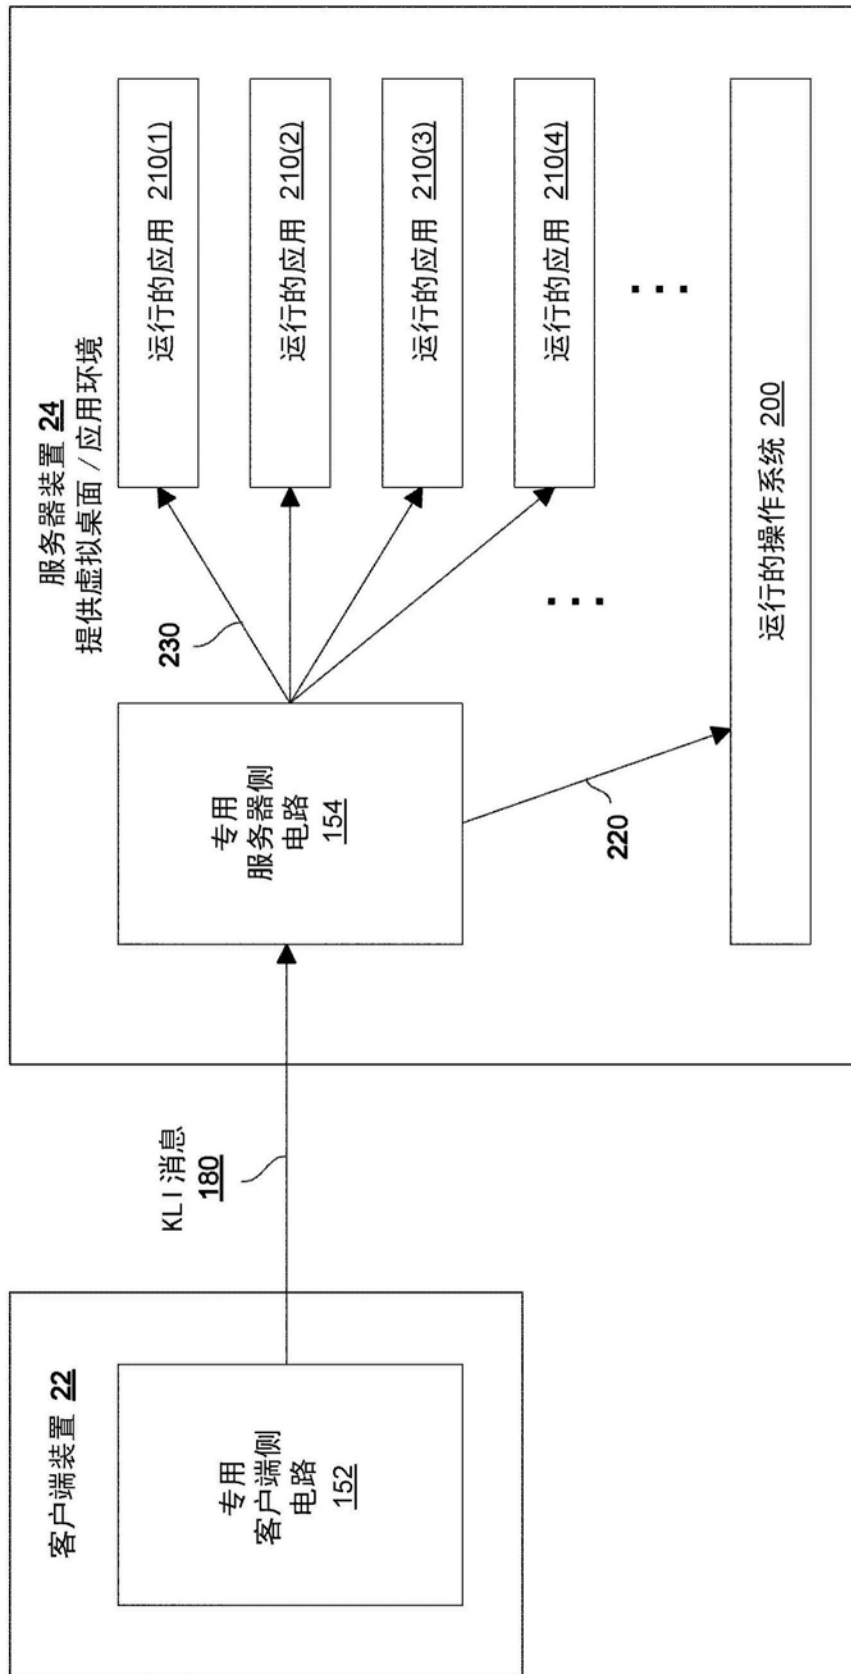 客户端装置 22
专用
客户端侧
电路
152
KLI 消息
180
服务器装置 24
提供虚拟桌面／应用环境
专用
服务器侧
电路
154
230
220
运行的应用 210(1)
运行的应用 210(2)
运行的应用 210(3)
运行的应用 210(4)
...
...
运行的操作系统 200